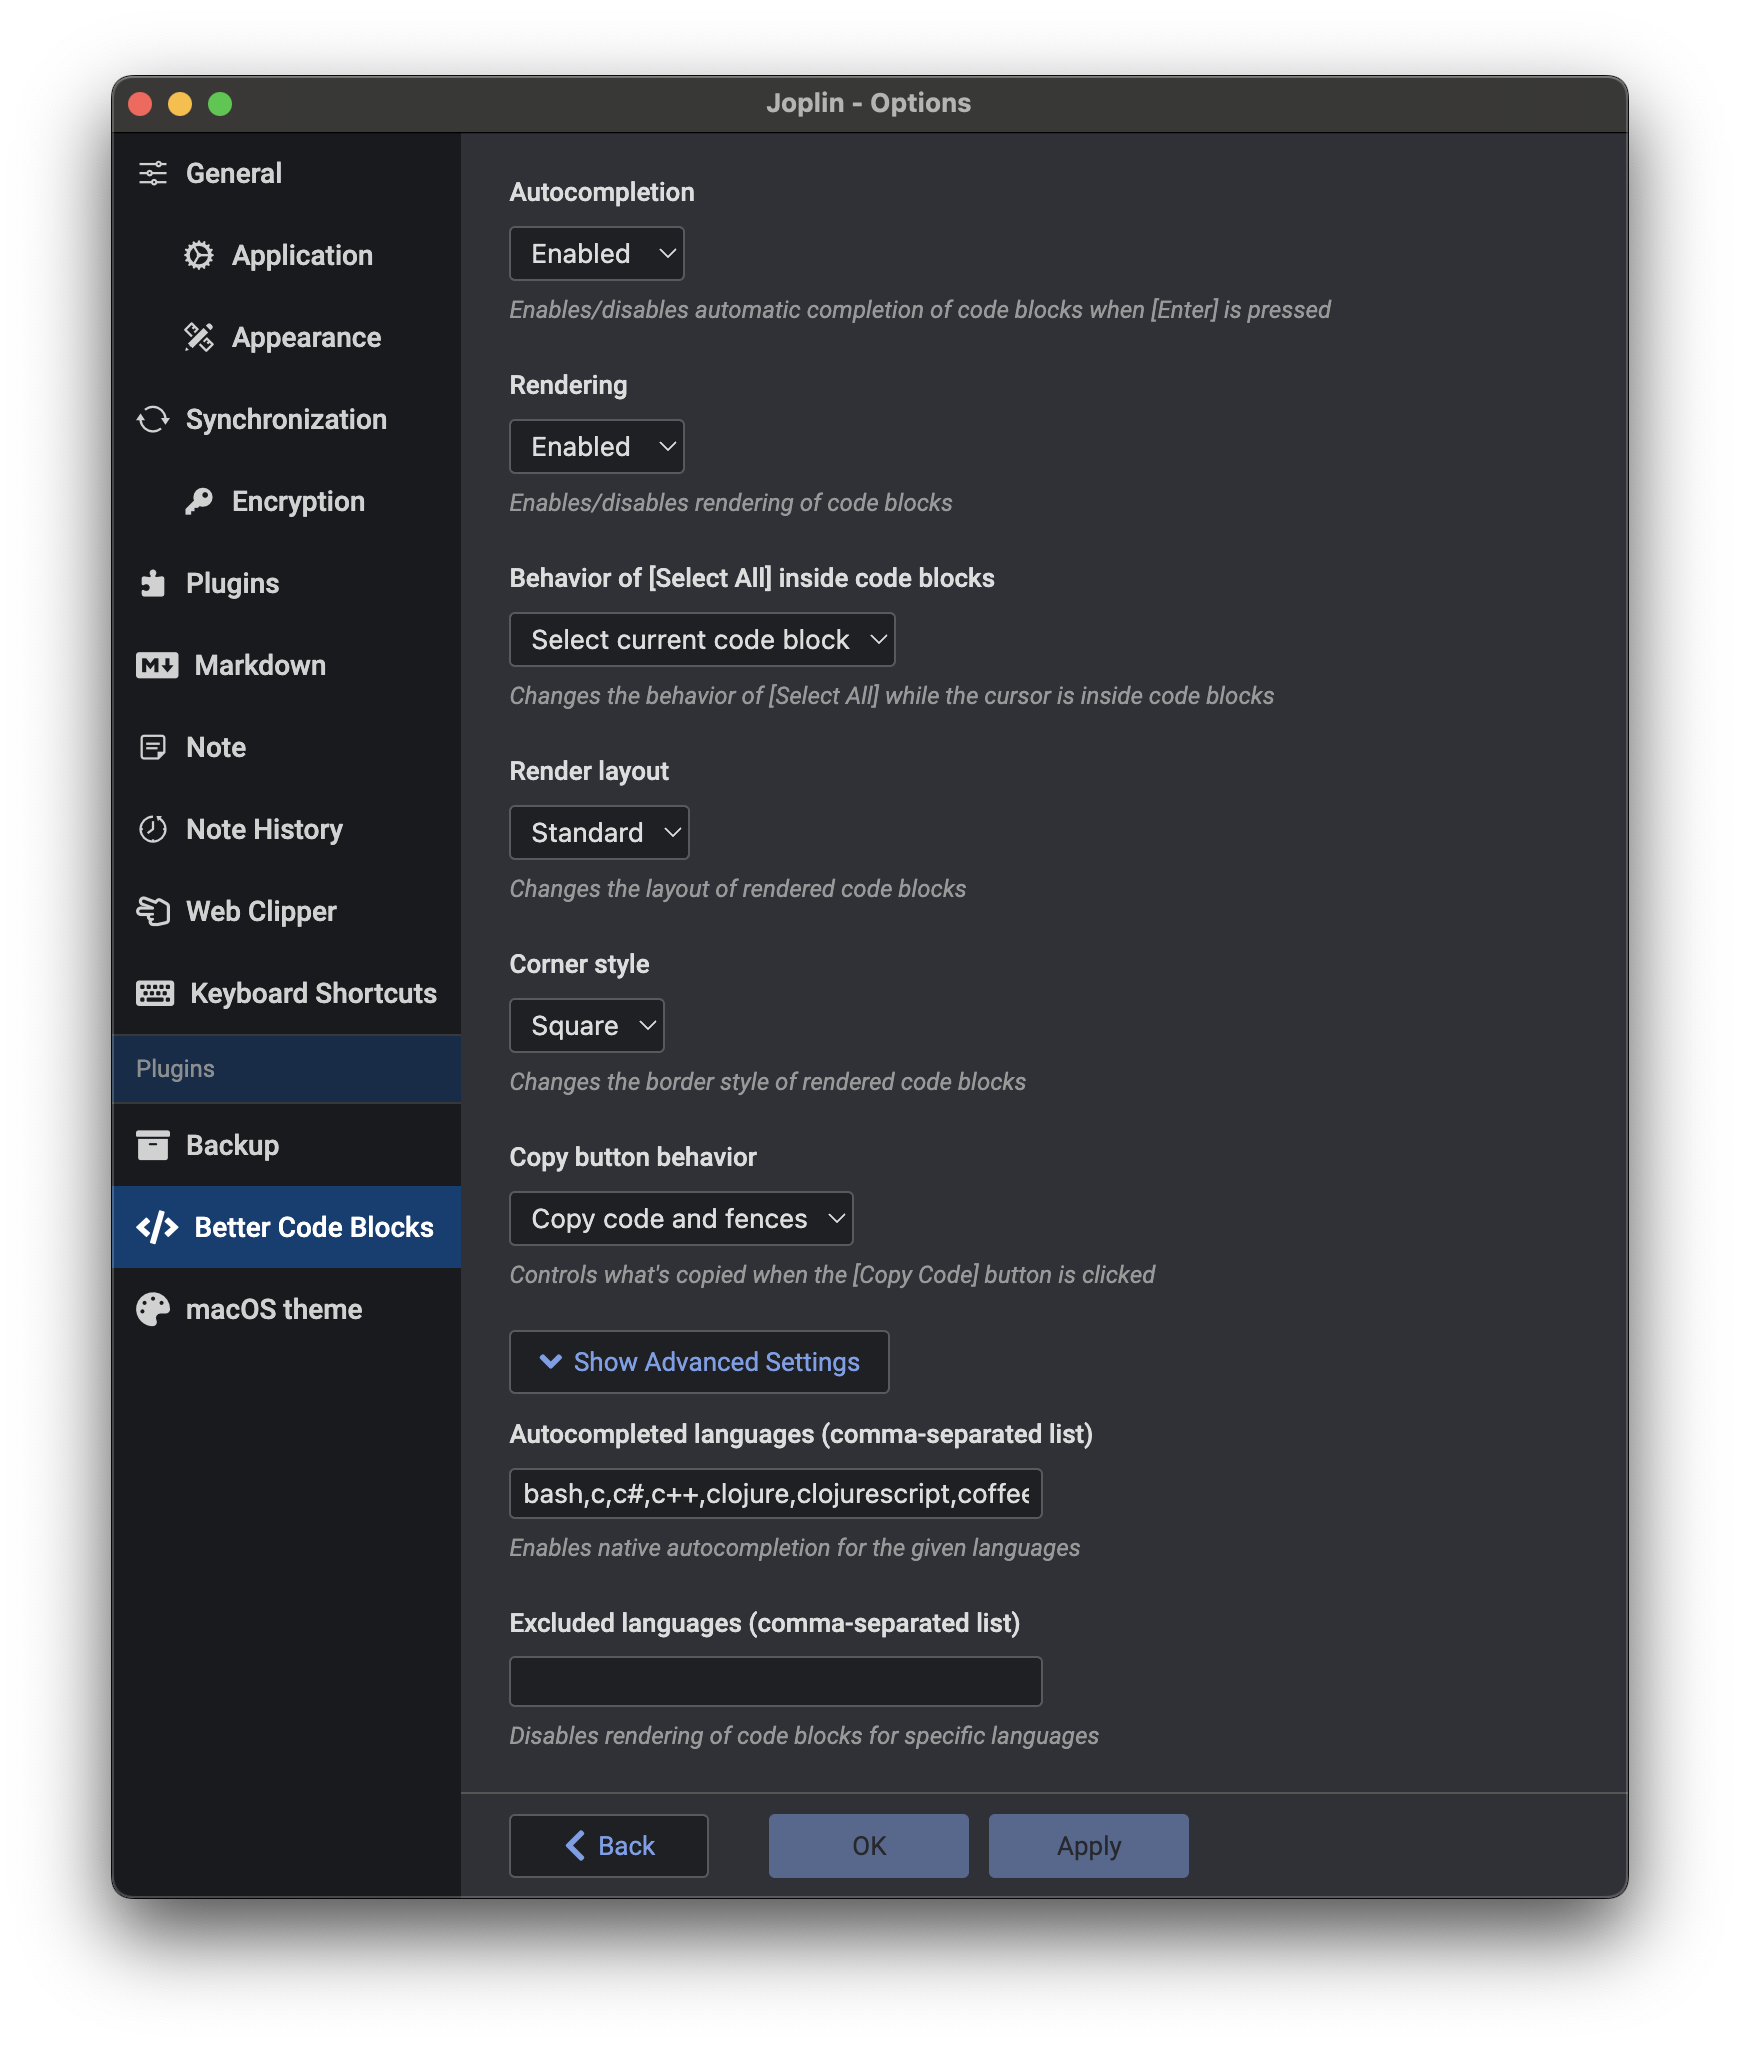 Joplin - Options
General
Application
Appearance
Synchronization
Encryption
Plugins
Markdown
Note
Note History
Web Clipper
Keyboard Shortcuts
Plugins
Backup
Better Code Blocks
macOS theme
Autocompletion
Enabled
Enables/disables automatic completion of code blocks when [Enter] is pressed
Rendering
Enabled
Enables/disables rendering of code blocks
Behavior of [Select All] inside code blocks
Select current code block
Changes the behavior of [Select All] while the cursor is inside code blocks
Render layout
Standard
Changes the layout of rendered code blocks
Corner style
Square
Changes the border style of rendered code blocks
Copy button behavior
Copy code and fences
Controls what's copied when the [Copy Code] button is clicked
Show Advanced Settings
Autocompleted languages (comma-separated list)
bash,c,c#,c++,clojure,clojurescript,coffee
Enables native autocompletion for the given languages
Excluded languages (comma-separated list)
Disables rendering of code blocks for specific languages
Back
OK
Apply